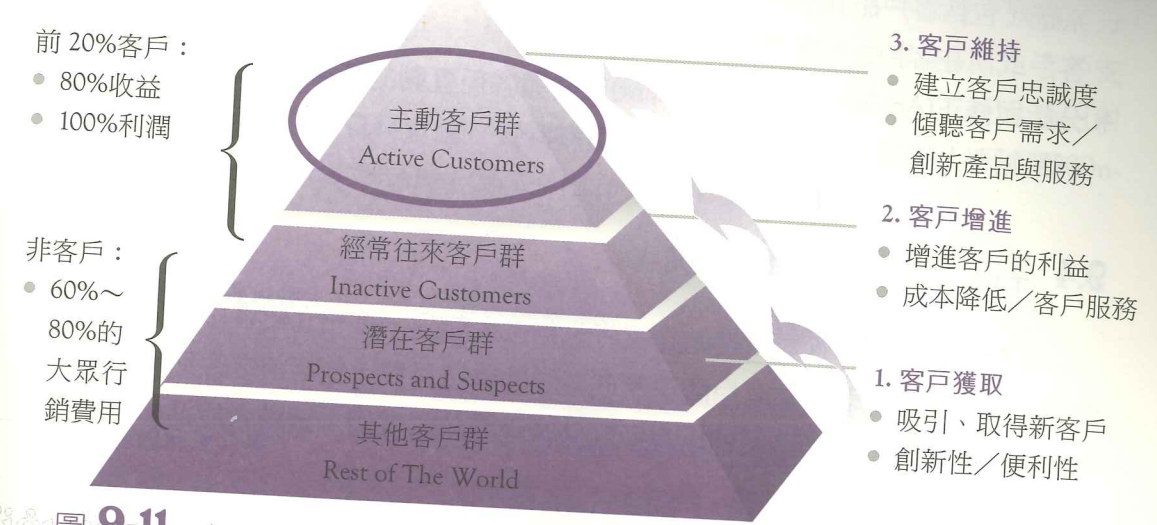 前 20%客戶：
80%收益
100%利潤
非客戶：
60%～
80%的
大眾行
銷費用
主動客戶群
Active Customers
經常往來客戶群
Inactive Customers
潛在客戶群
Prospects and Suspects
其他客戶群
Rest of The World
3. 客戶維持
建立客戶忠誠度
傾聽客戶需求／
創新產品與服務
2. 客戶增進
增進客戶的利益
成本降低／客戶服務
1. 客戶獲取
吸引、取得新客戶
創新性／便利性
圖 9-11